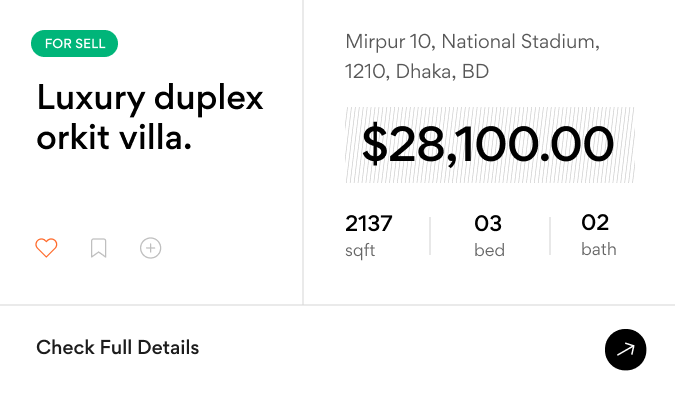 FOR SELL
Luxury duplex
orkit villa.
Mirpur 10, National Stadium,
1210, Dhaka, BD
$28,100.00
2137
sqft
03
bed
02
bath
Check Full Details